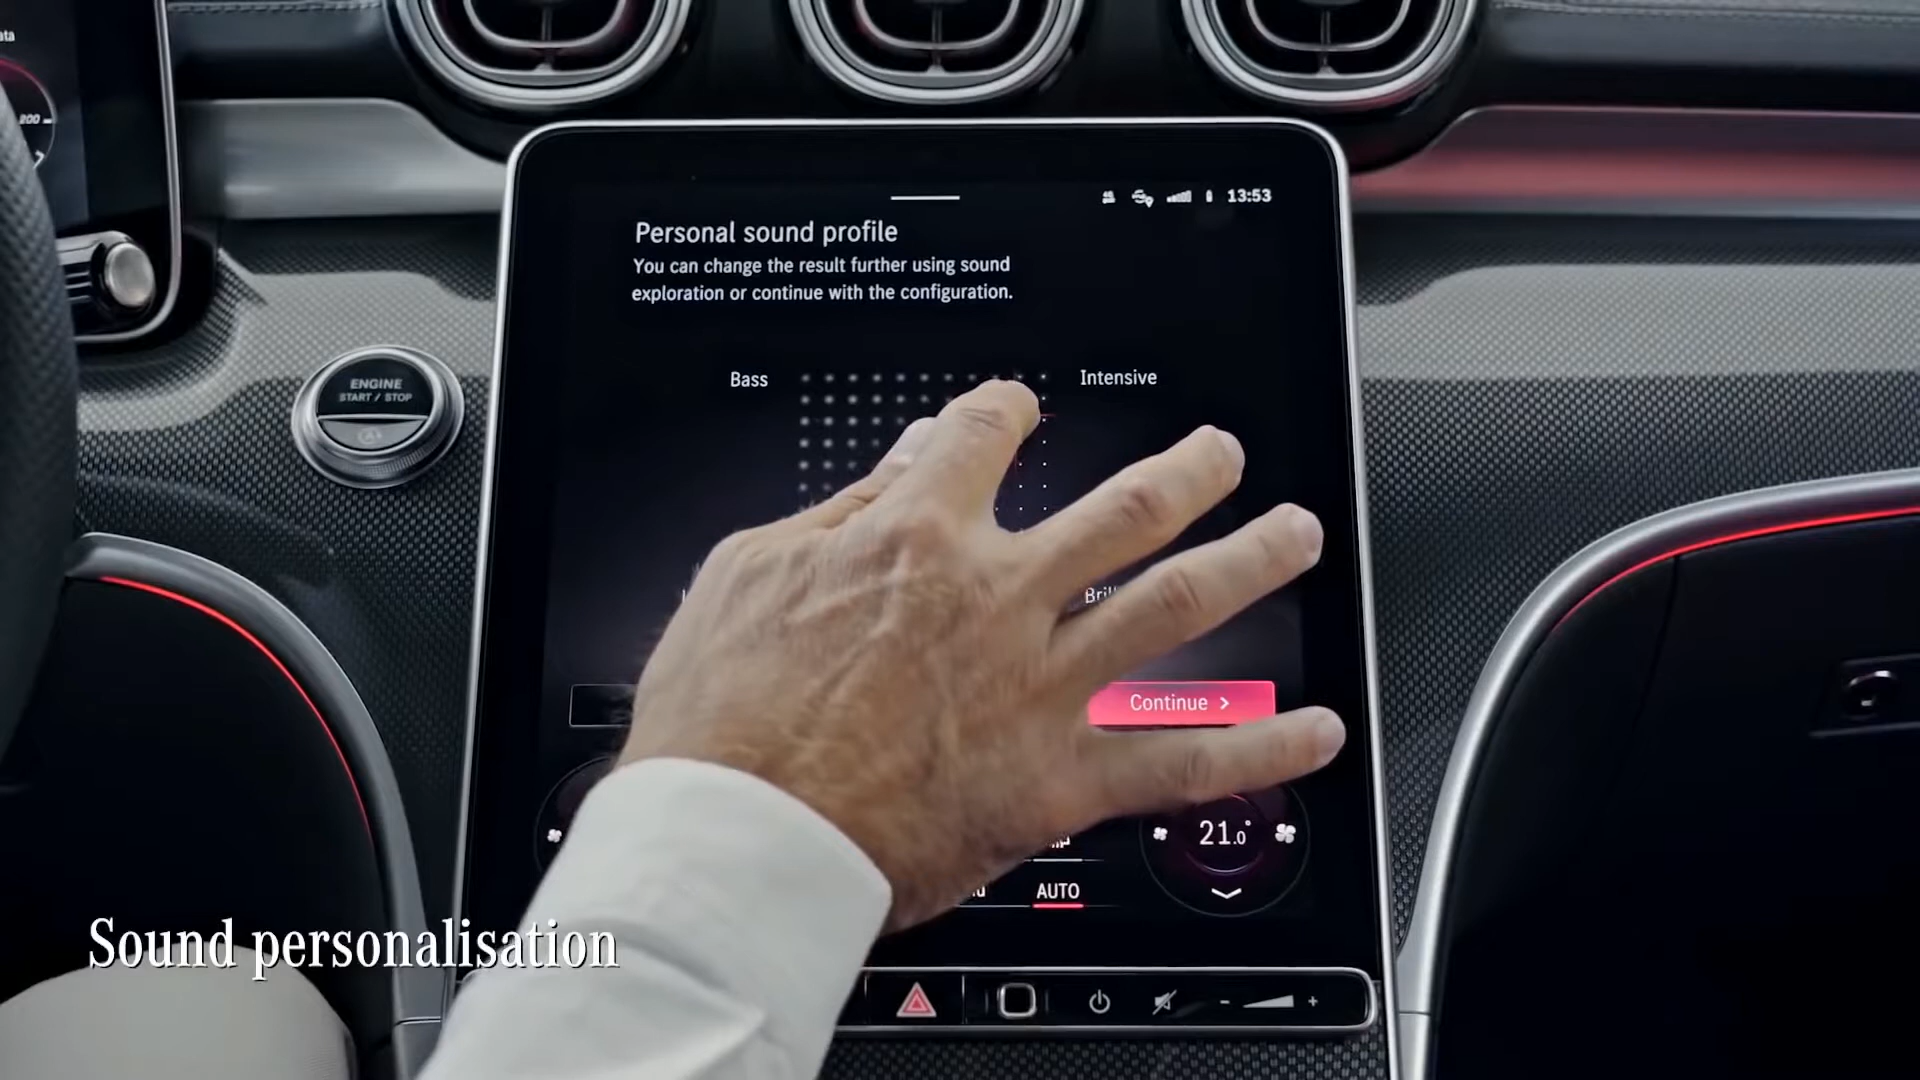 200
13:53
Personal sound profile
You can change the result further using sound
exploration or continue with the configuration.
Bass
Intensive
ENGINE
START / STOP
Continue
21.0°
AUTO
Sound personalisation